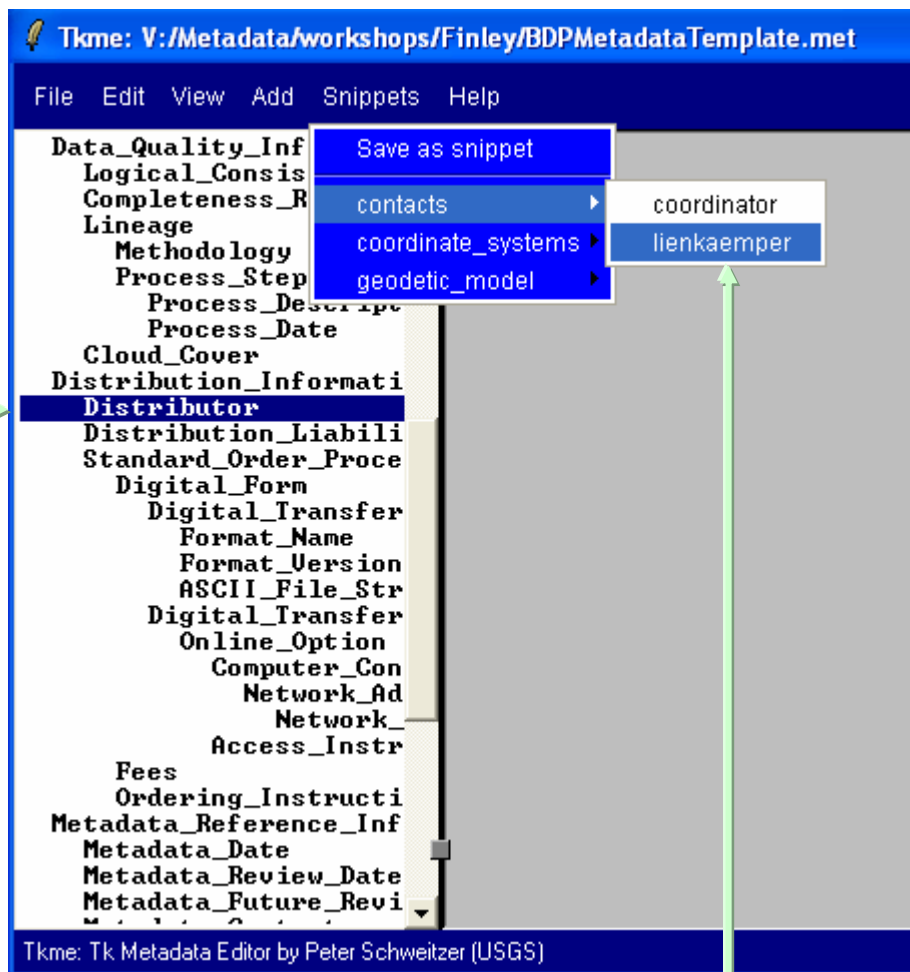 Tkme: V:/Metadata/workshops/Finley/BDPMetadataTemplate.met
File Edit View Add Snippets Help
Data_Quality_Inf
Logical_Consis
Completeness_R
Lineage
Methodology
Process_Step
Process_Descript
Process_Date
Cloud_Cover
Distribution_Informati
Distributor
Distribution_Liabili
Standard_Order_Proce
Digital_Form
Digital_Transfer
Format_Name
Format_Version
ASCII_File_Str
Digital_Transfer
Online_Option
Computer_Con
Network_Ad
Network_
Access_Instr
Fees
Ordering_Instructi
Metadata_Reference_Inf
Metadata_Date
Metadata_Review_Date
Metadata_Future_Revi
Save as snippet
contacts
coordinate_systems
geodetic_model
coordinator
lienkaemper
Tkme: Tk Metadata Editor by Peter Schweitzer (USGS)